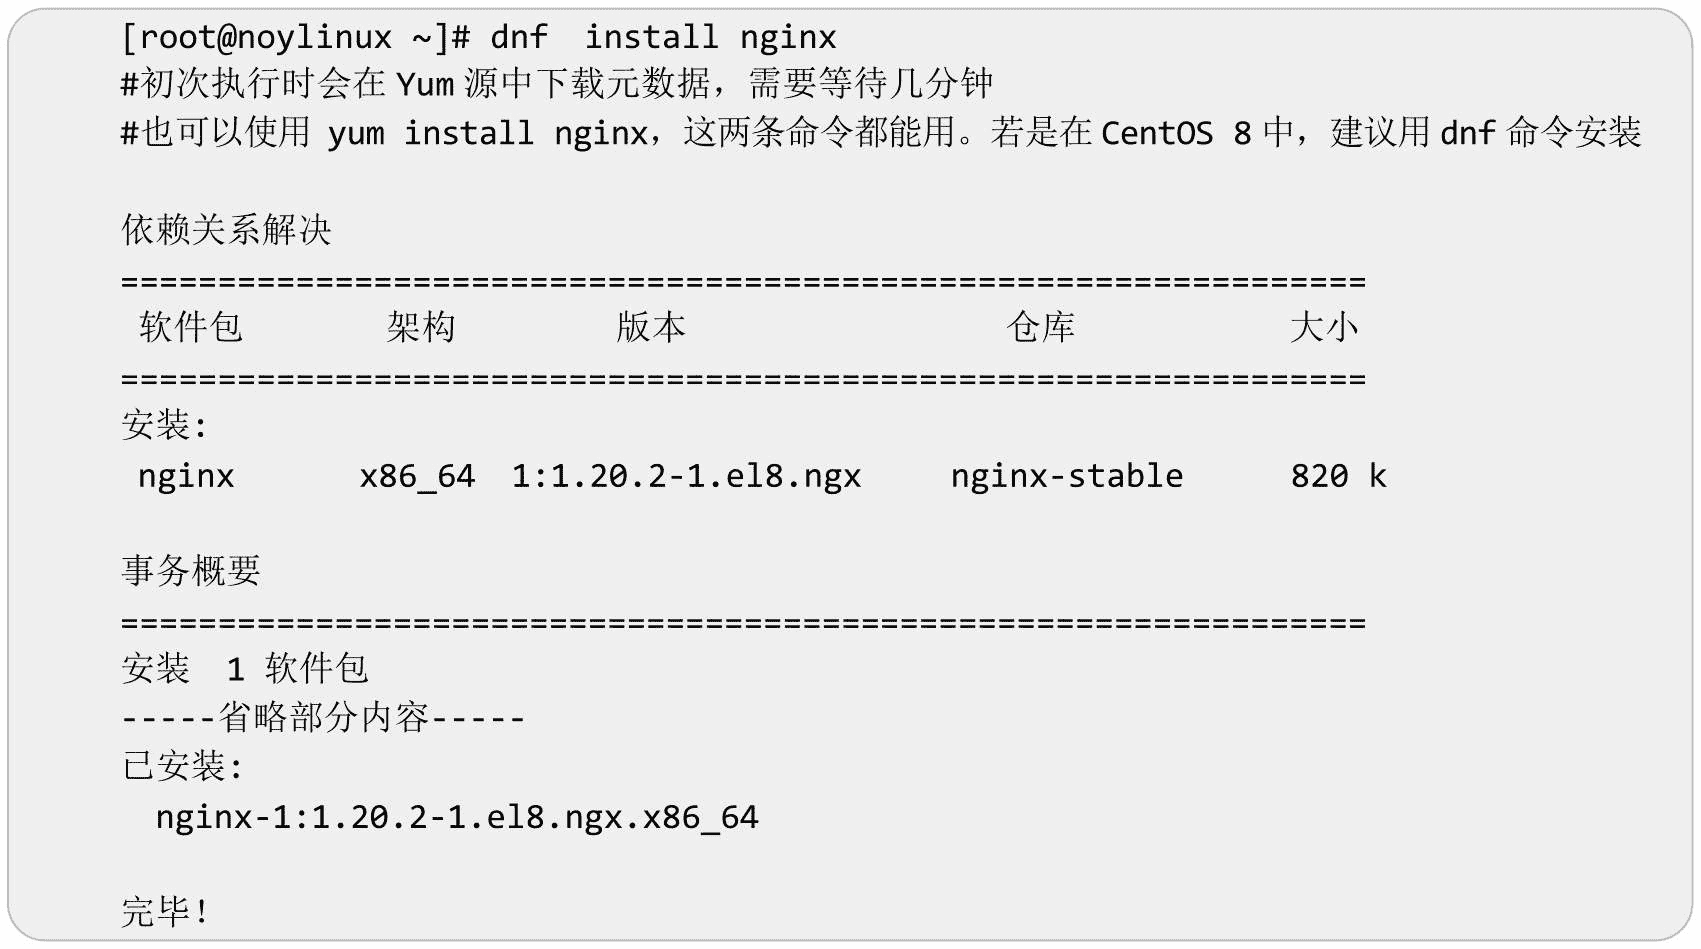 [root@noylinux ~]# dnf  install nginx
#初次执行时会在 Yum 源中下载元数据，需要等待几分钟
#也可以使用 yum install nginx，这两条命令都能用。若是在 CentOS 8 中，建议用 dnf 命令安装
依赖关系解决
================================================================
软件包 架构 版本 仓库 大小
================================================================
安装:
nginx x86_64 1:1.20.2-1.el8.ngx nginx-stable 820 k
事务概要
================================================================
安装  1 软件包
-----省略部分内容-----
已安装:
nginx-1:1.20.2-1.el8.ngx.x86_64
完毕！